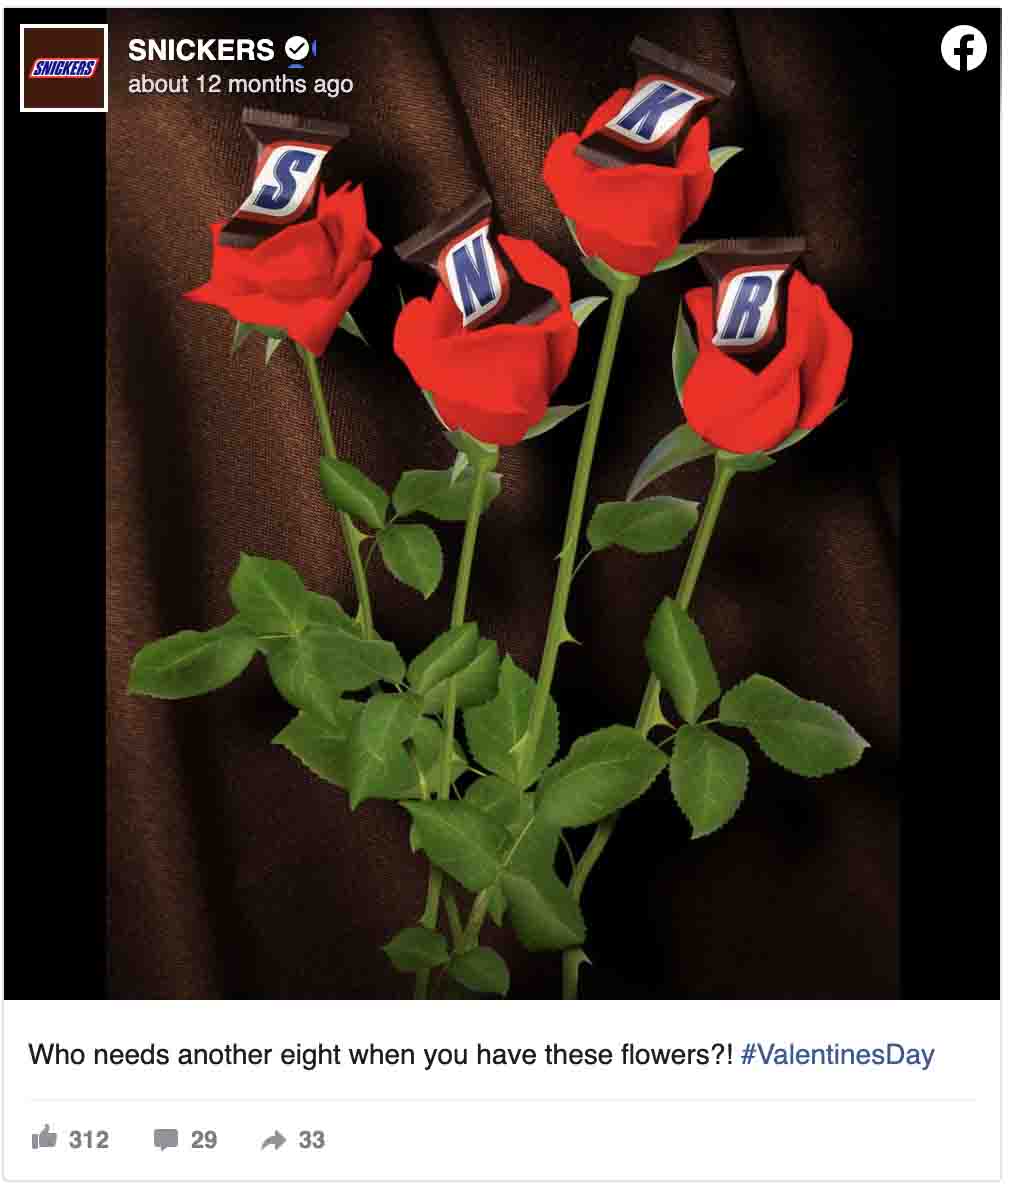 SNICKERS
SNICKERS
about 12 months ago
S
N
K
R
Who needs another eight when you have these flowers?! #ValentinesDay
312
29
33